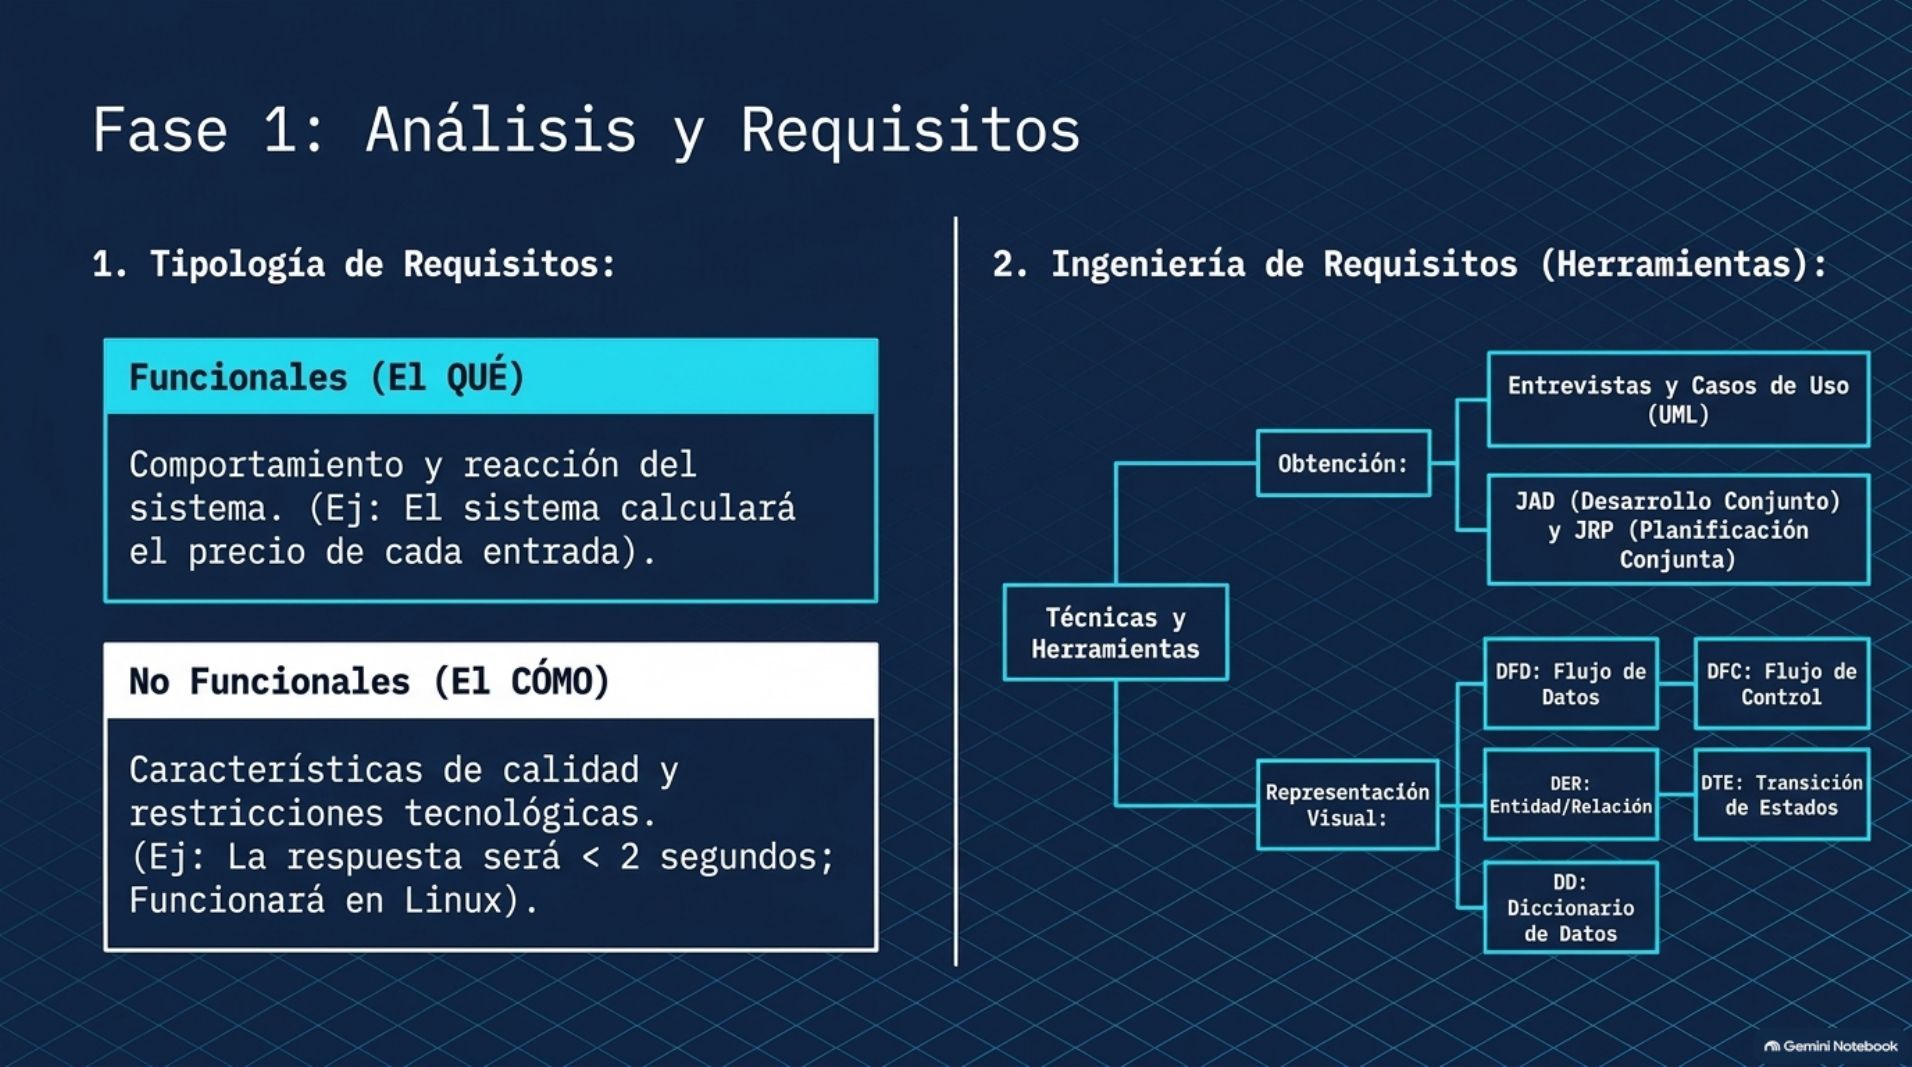 Fase 1: Análisis y Requisitos
1. Tipología de Requisitos:
Funcionales (El QUÉ)
Comportamiento y reacción del
sistema. (Ej: El sistema calculará
el precio de cada entrada).
No Funcionales (El CÓMO)
Características de calidad y
restricciones tecnológicas.
(Ej: La respuesta será < 2 segundos;
Funcionará en Linux).
2. Ingeniería de Requisitos (Herramientas):
Técnicas y
Herramientas
Obtención:
Entrevistas y Casos de Uso
(UML)
JAD (Desarrollo Conjunto)
y JRP (Planificación
Conjunta)
Representación
Visual:
DFD: Flujo de
Datos
DFC: Flujo de
Control
DER:
Entidad/Relación
DTE: Transición
de Estados
DD:
Diccionario
de Datos
Gemini Notebook